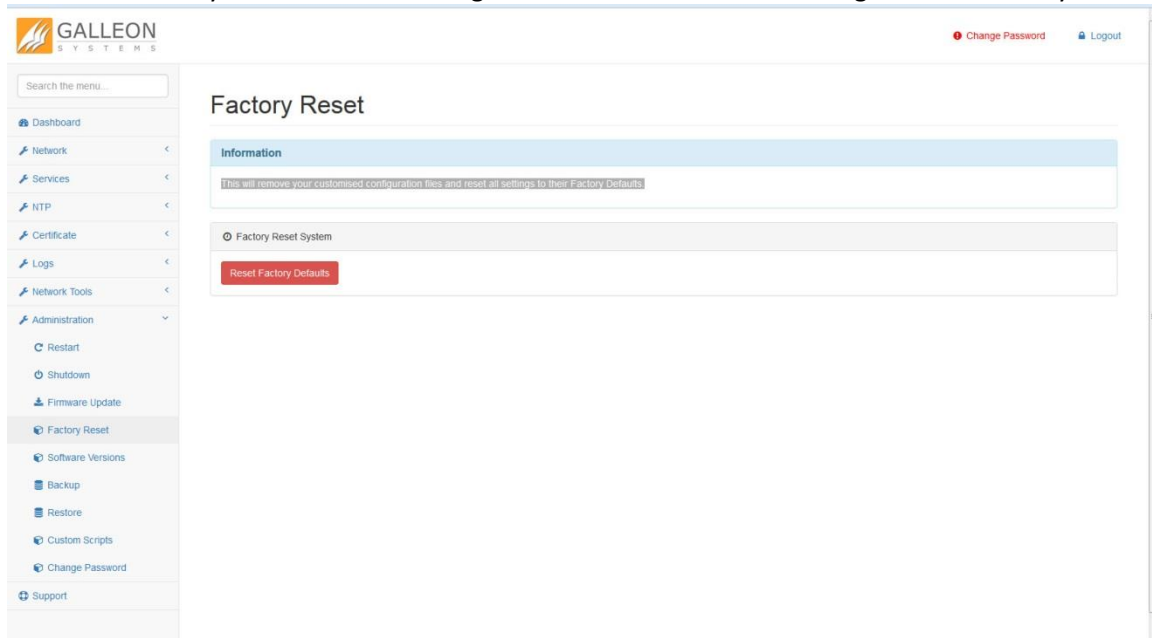 GALLEON
SYSTEMS
Change Password
Logout
Search the menu...
Dashboard
Network
Services
NTP
Certificate
Logs
Network Tools
Administration
Restart
Shutdown
Firmware Update
Factory Reset
Software Versions
Backup
Restore
Custom Scripts
Change Password
Support
Factory Reset
Information
This will remove your customised configuration files and reset all settings to their Factory Defaults.
Factory Reset System
Reset Factory Defaults